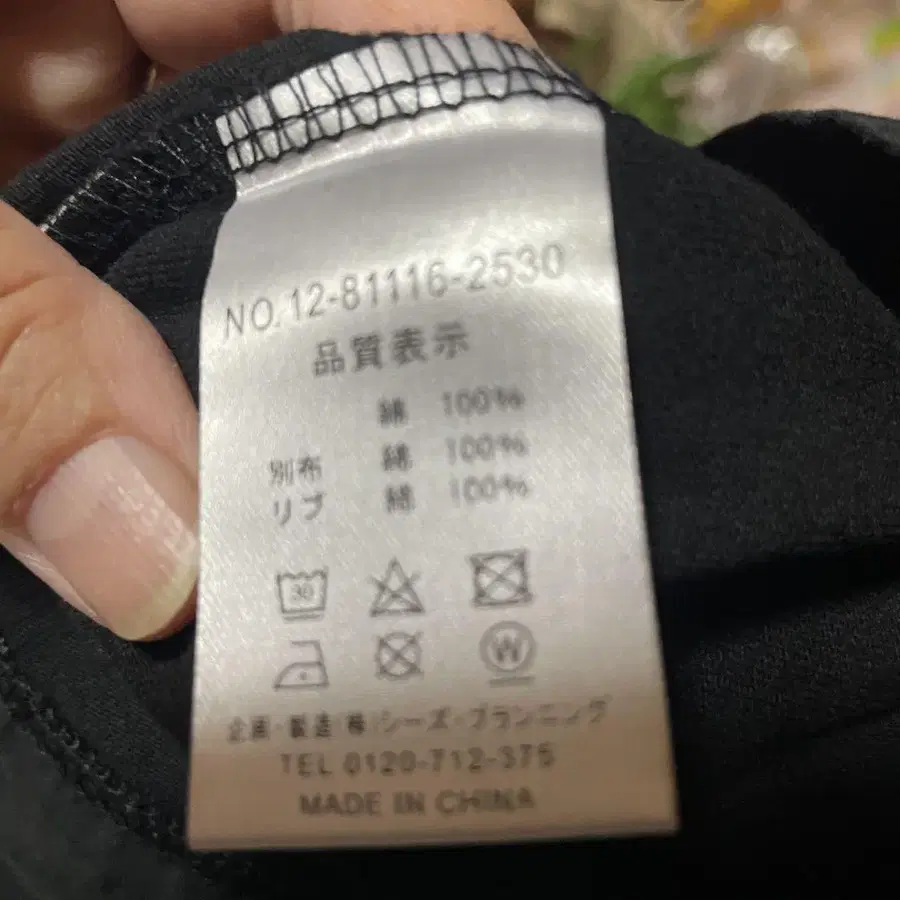 NO. 12-81116-2530
品質表示
綿 100%
別布 綿 100%
リブ 綿 100%
30
W
企画・製造(株)シーズ・プランニング
TEL 0120-712-375
MADE IN CHINA